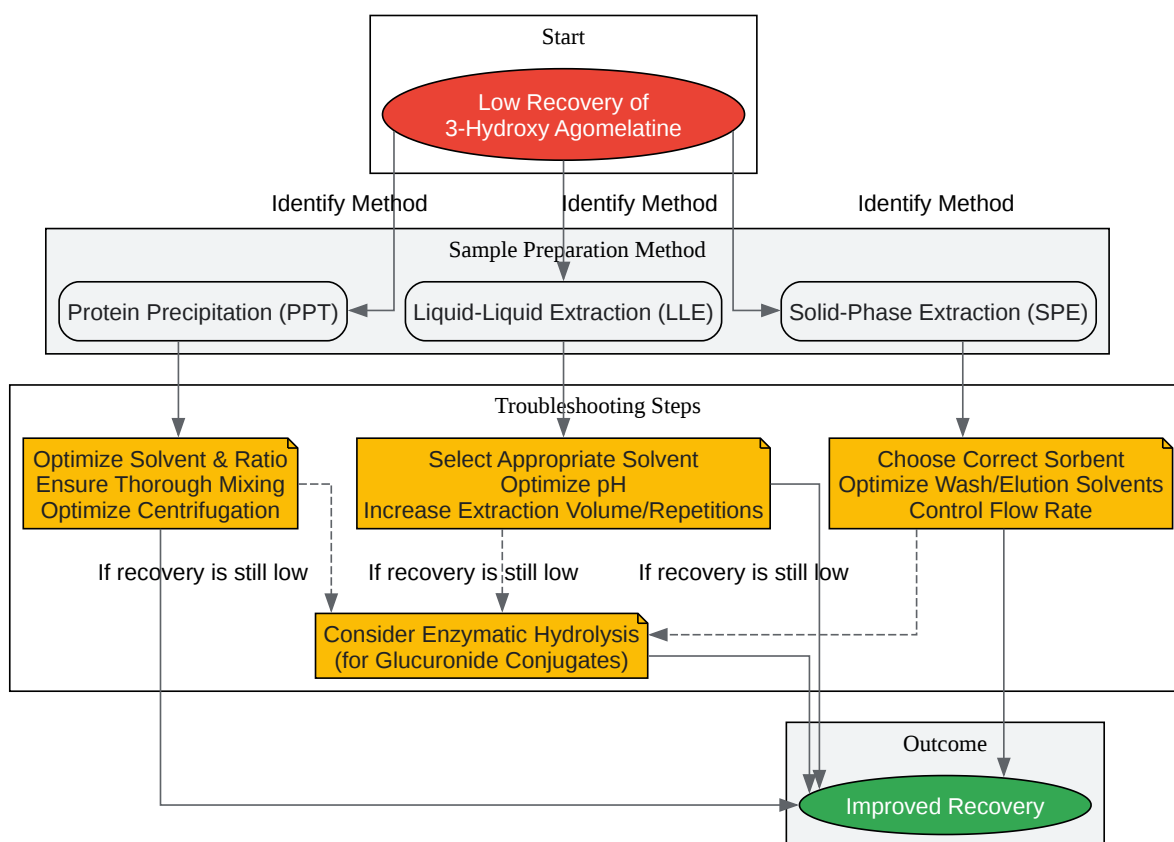 Start
Low Recovery of
3-Hydroxy Agomelatine
Identify Method
Identify Method
Identify Method
Sample Preparation Method
Protein Precipitation (PPT)
Liquid-Liquid Extraction (LLE)
Solid-Phase Extraction (SPE)
Troubleshooting Steps
Optimize Solvent & Ratio
Ensure Thorough Mixing
Optimize Centrifugation
Select Appropriate Solvent
Optimize pH
Increase Extraction Volume/Repetitions
Choose Correct Sorbent
Optimize Wash/Elution Solvents
Control Flow Rate
If recovery is still low
If recovery is still low
If recovery is still low
Consider Enzymatic Hydrolysis
(for Glucuronide Conjugates)
Outcome
Improved Recovery